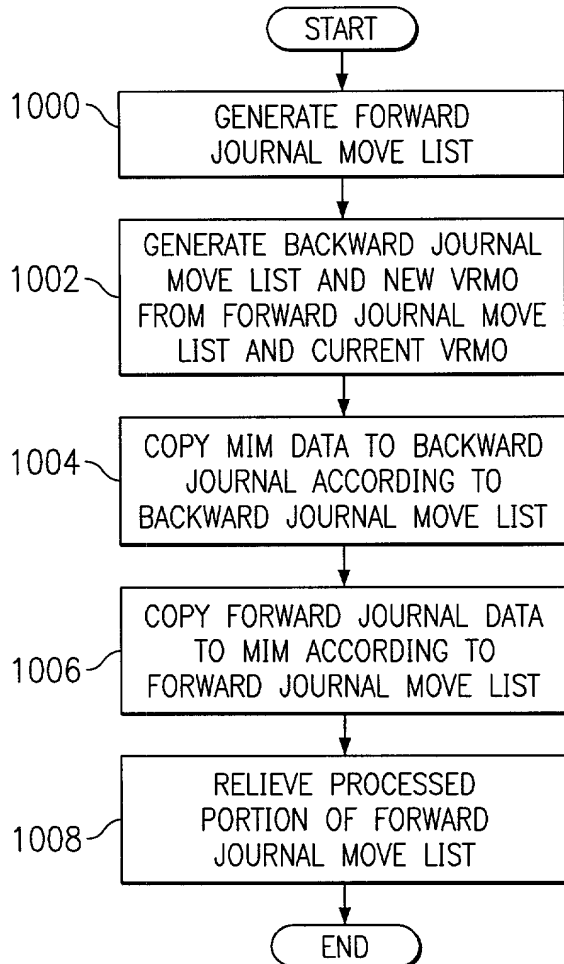 START
1000
GENERATE FORWARD
JOURNAL MOVE LIST
1002
GENERATE BACKWARD JOURNAL
MOVE LIST AND NEW VRMO
FROM FORWARD JOURNAL MOVE
LIST AND CURRENT VRMO
1004
COPY MIM DATA TO BACKWARD
JOURNAL ACCORDING TO
BACKWARD JOURNAL MOVE LIST
1006
COPY FORWARD JOURNAL DATA
TO MIM ACCORDING TO
FORWARD JOURNAL MOVE LIST
1008
RELIEVE PROCESSED
PORTION OF FORWARD
JOURNAL MOVE LIST
END